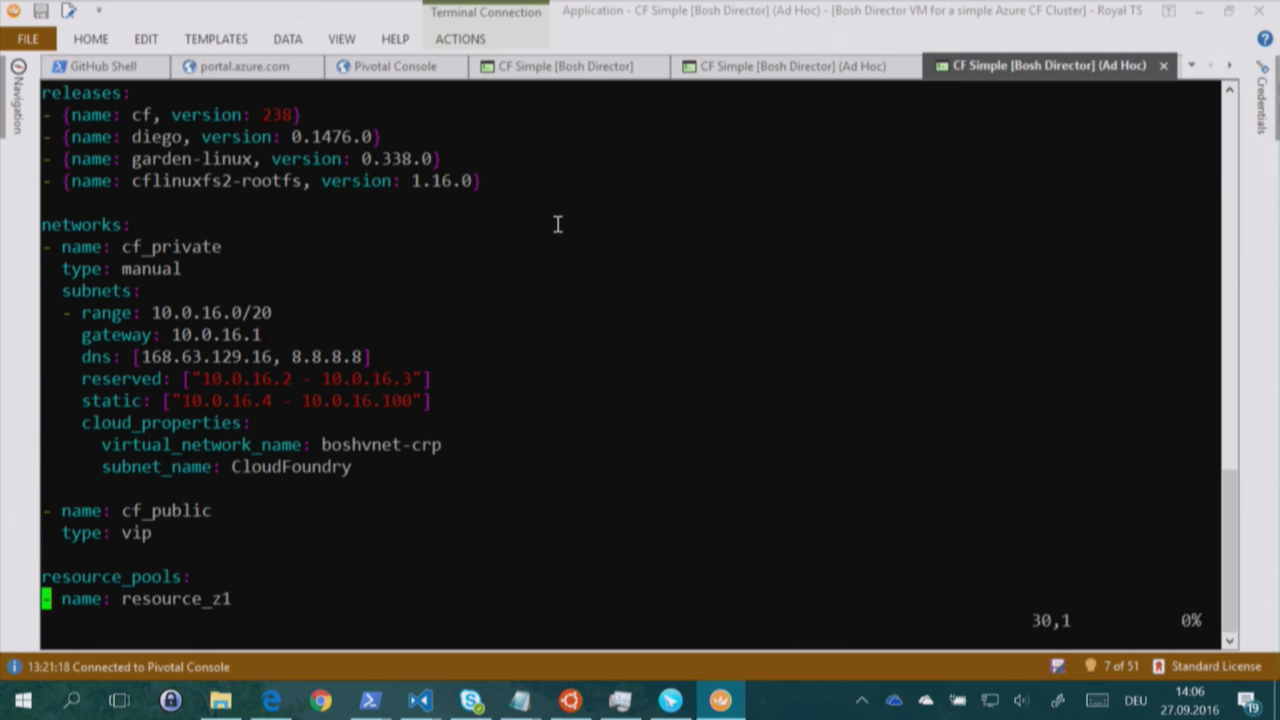 Terminal Connection
Application - CF Simple [Bosh Director] (Ad Hoc) - [Bosh Director VM for a simple Azure CF Cluster] - Royal TS
FILE HOME EDIT TEMPLATES DATA VIEW HELP ACTIONS
GitHub Shell portal.azure.com Pivotal Console CF Simple [Bosh Director] CF Simple [Bosh Director] (Ad Hoc) CF Simple [Bosh Director] (Ad Hoc)
Navigation
Credentials
releases:
- {name: cf, version: 238}
- {name: diego, version: 0.1476.0}
- {name: garden-linux, version: 0.338.0}
- {name: cflinuxfs2-rootfs, version: 1.16.0}
networks:
- name: cf_private
type: manual
subnets:
- range: 10.0.16.0/20
gateway: 10.0.16.1
dns: [168.63.129.16, 8.8.8.8]
reserved: ["10.0.16.2 - 10.0.16.3"]
static: ["10.0.16.4 - 10.0.16.100"]
cloud_properties:
virtual_network_name: boshvnet-crp
subnet_name: CloudFoundry
- name: cf_public
type: vip
resource_pools:
- name: resource_z1
30,1 0%
13:21:18 Connected to Pivotal Console 7 of 51 Standard License
DEU 14:06
27.09.2016 19